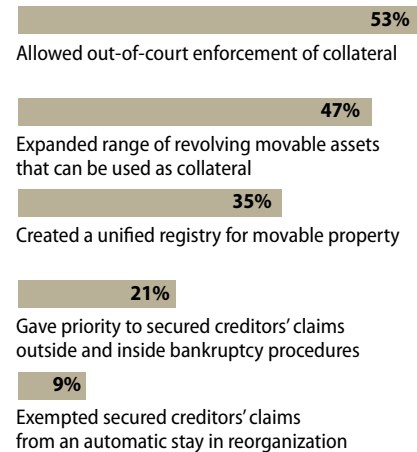 53%
Allowed out-of-court enforcement of collateral
47%
Expanded range of revolving movable assets
that can be used as collateral
35%
Created a unified registry for movable property
21%
Gave priority to secured creditors’ claims
outside and inside bankruptcy procedures
9%
Exempted secured creditors’ claims
from an automatic stay in reorganization